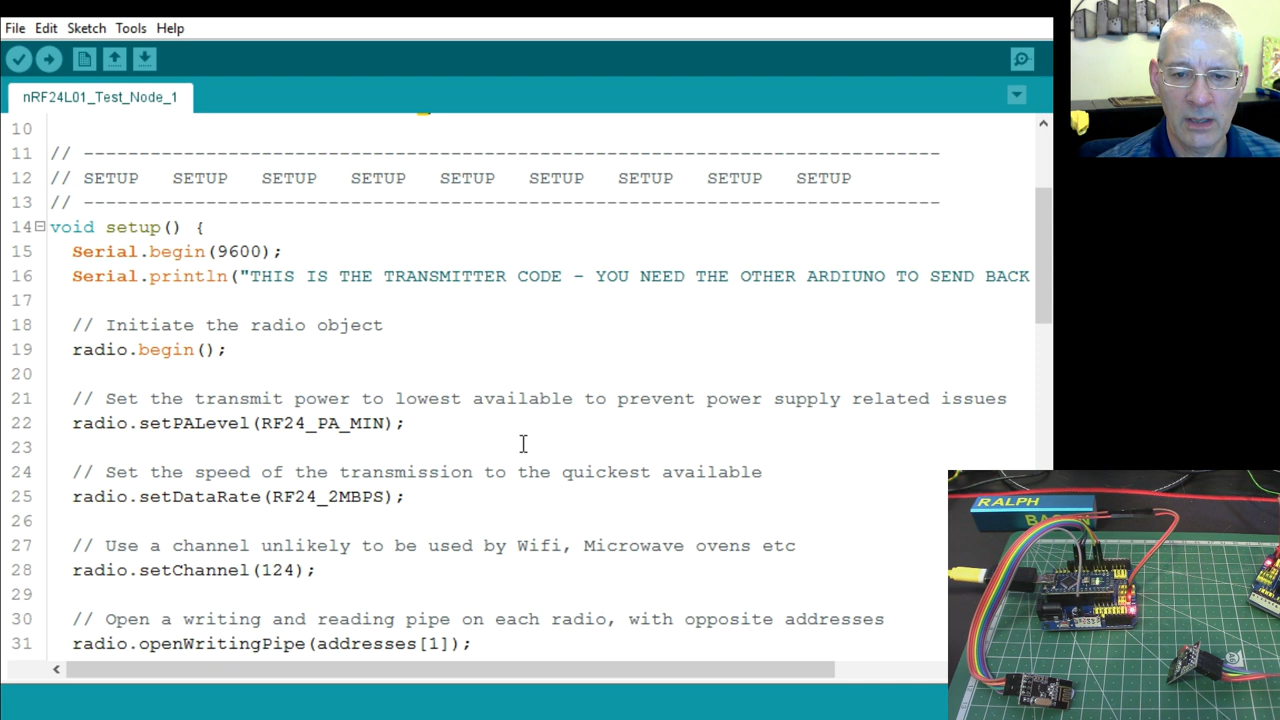 File Edit Sketch Tools Help
nRF24L01_Test_Node_1
10
11 // -----------------------------------------------------------------------------
12 // SETUP   SETUP   SETUP   SETUP   SETUP   SETUP   SETUP   SETUP   SETUP
13 // -----------------------------------------------------------------------------
14 void setup() {
15 Serial.begin(9600);
16 Serial.println("THIS IS THE TRANSMITTER CODE - YOU NEED THE OTHER ARDIUNO TO SEND BACK
17
18 // Initiate the radio object
19 radio.begin();
20
21 // Set the transmit power to lowest available to prevent power supply related issues
22 radio.setPALevel(RF24_PA_MIN);
23
24 // Set the speed of the transmission to the quickest available
25 radio.setDataRate(RF24_2MBPS);
26
27 // Use a channel unlikely to be used by Wifi, Microwave ovens etc
28 radio.setChannel(124);
29
30 // Open a writing and reading pipe on each radio, with opposite addresses
31 radio.openWritingPipe(addresses[1]);
RALPH